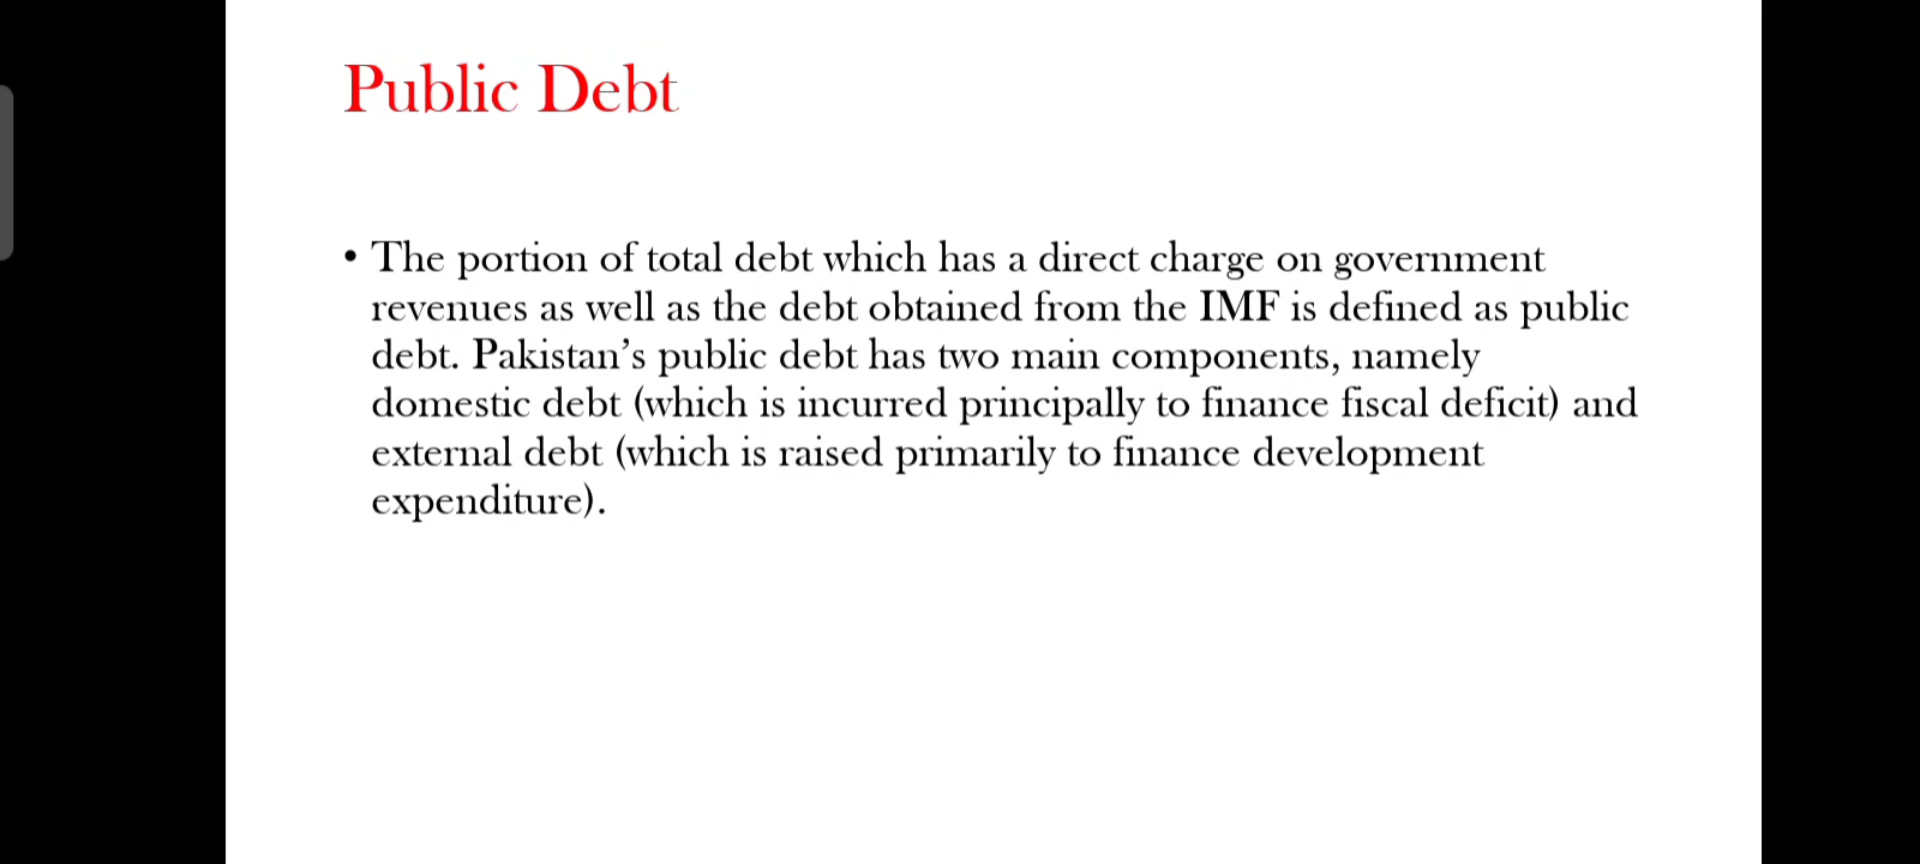 Public Debt
• The portion of total debt which has a direct charge on government
revenues as well as the debt obtained from the IMF is defined as public
debt. Pakistan’s public debt has two main components, namely
domestic debt (which is incurred principally to finance fiscal deficit) and
external debt (which is raised primarily to finance development
expenditure).